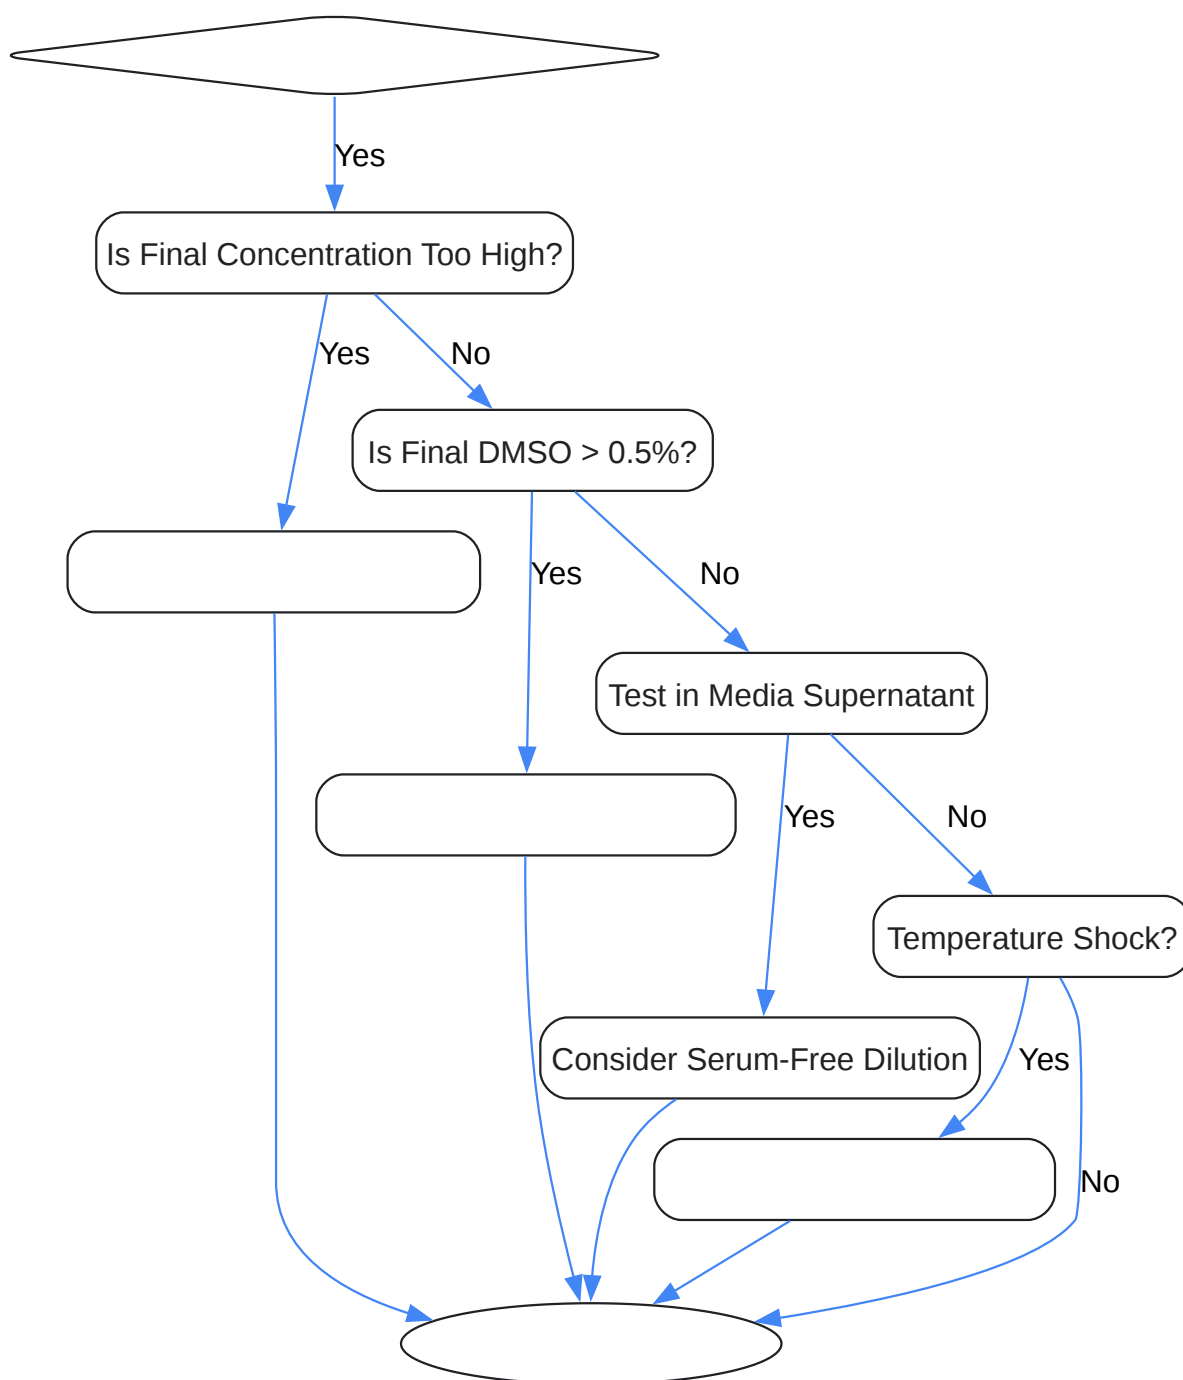 Yes
Is Final Concentration Too High?
Yes
No
Is Final DMSO > 0.5%?
Yes
No
Test in Media Supernatant
Yes
No
Temperature Shock?
Consider Serum-Free Dilution
Yes
No